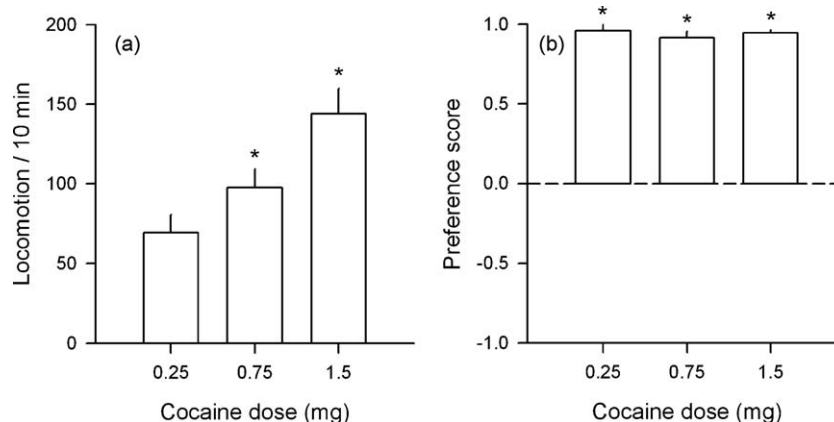 (a)
Locomotion / 10 min
200
150
100
50
0
*
*
0.25 0.75 1.5
Cocaine dose (mg)
(b)
Preference score
1.0
0.5
0.0
-0.5
-1.0
*
*
*
0.25 0.75 1.5
Cocaine dose (mg)